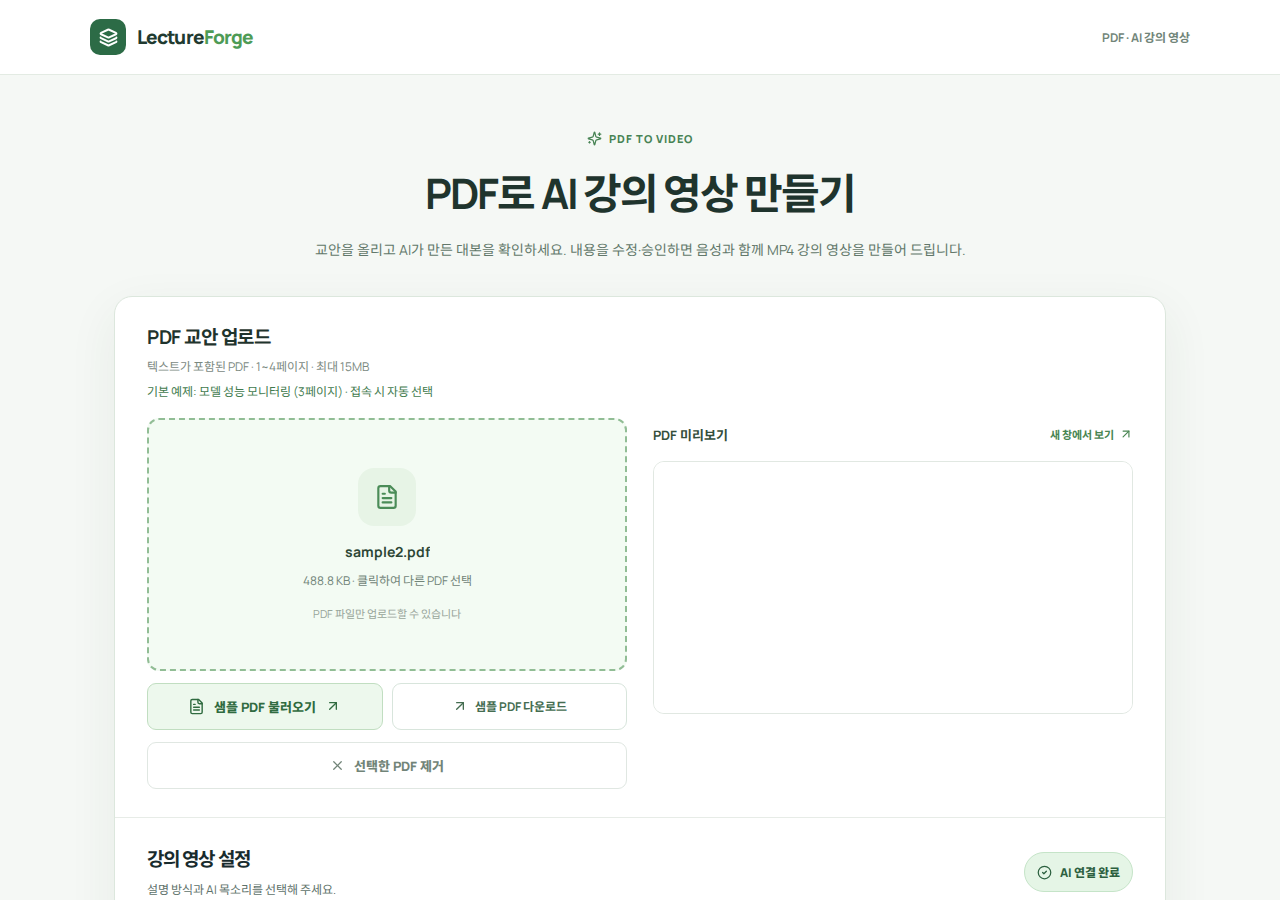 LectureForge
PDF · AI 강의 영상
PDF TO VIDEO
PDF로 AI 강의 영상 만들기
교안을 올리고 AI가 만든 대본을 확인하세요. 내용을 수정·승인하면 음성과 함께 MP4 강의 영상을 만들어 드립니다.
PDF 교안 업로드
텍스트가 포함된 PDF · 1~4페이지 · 최대 15MB
기본 예제: 모델 성능 모니터링 (3페이지) · 접속 시 자동 선택
sample2.pdf
488.8 KB · 클릭하여 다른 PDF 선택
PDF 파일만 업로드할 수 있습니다
샘플 PDF 불러오기
샘플 PDF 다운로드
선택한 PDF 제거
PDF 미리보기
새 창에서 보기
강의 영상 설정
설명 방식과 AI 목소리를 선택해 주세요.
AI 연결 완료